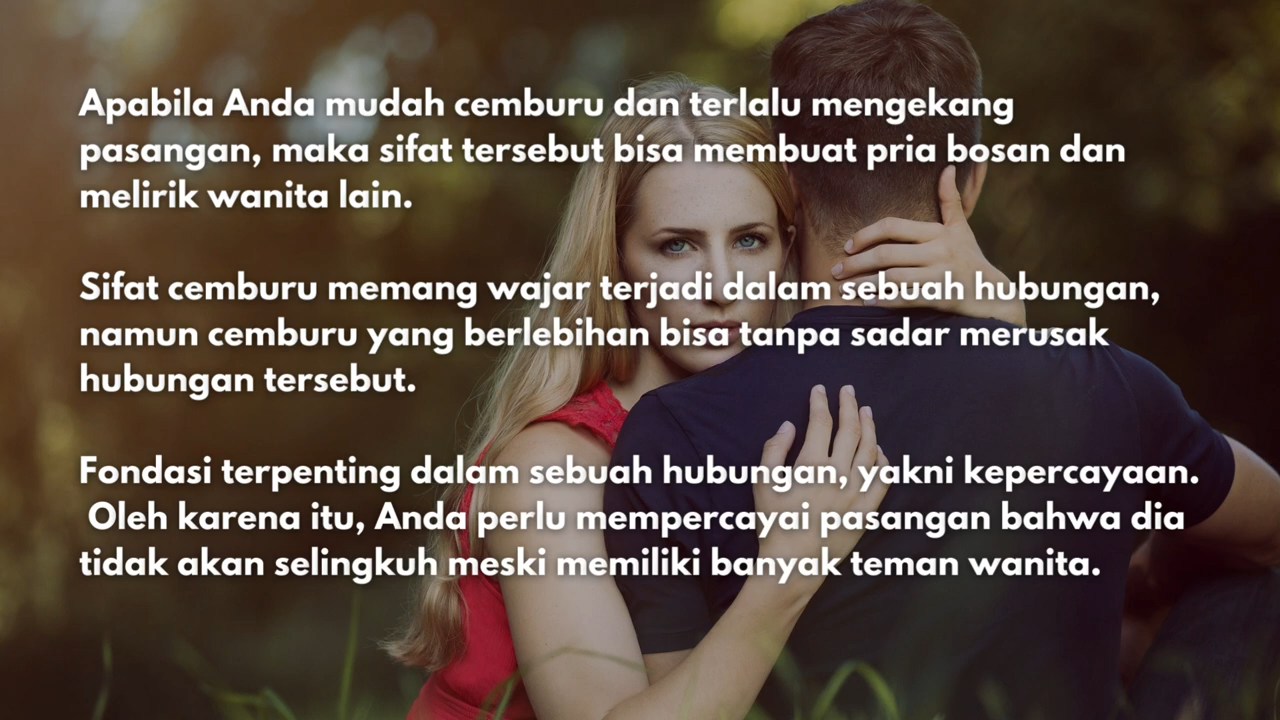 Apabila Anda mudah cemburu dan terlalu mengekang
pasangan, maka sifat tersebut bisa membuat pria bosan dan
melirik wanita lain.
Sifat cemburu memang wajar terjadi dalam sebuah hubungan,
namun cemburu yang berlebihan bisa tanpa sadar merusak
hubungan tersebut.
Fondasi terpenting dalam sebuah hubungan, yakni kepercayaan.
Oleh karena itu, Anda perlu mempercayai pasangan bahwa dia
tidak akan selingkuh meski memiliki banyak teman wanita.